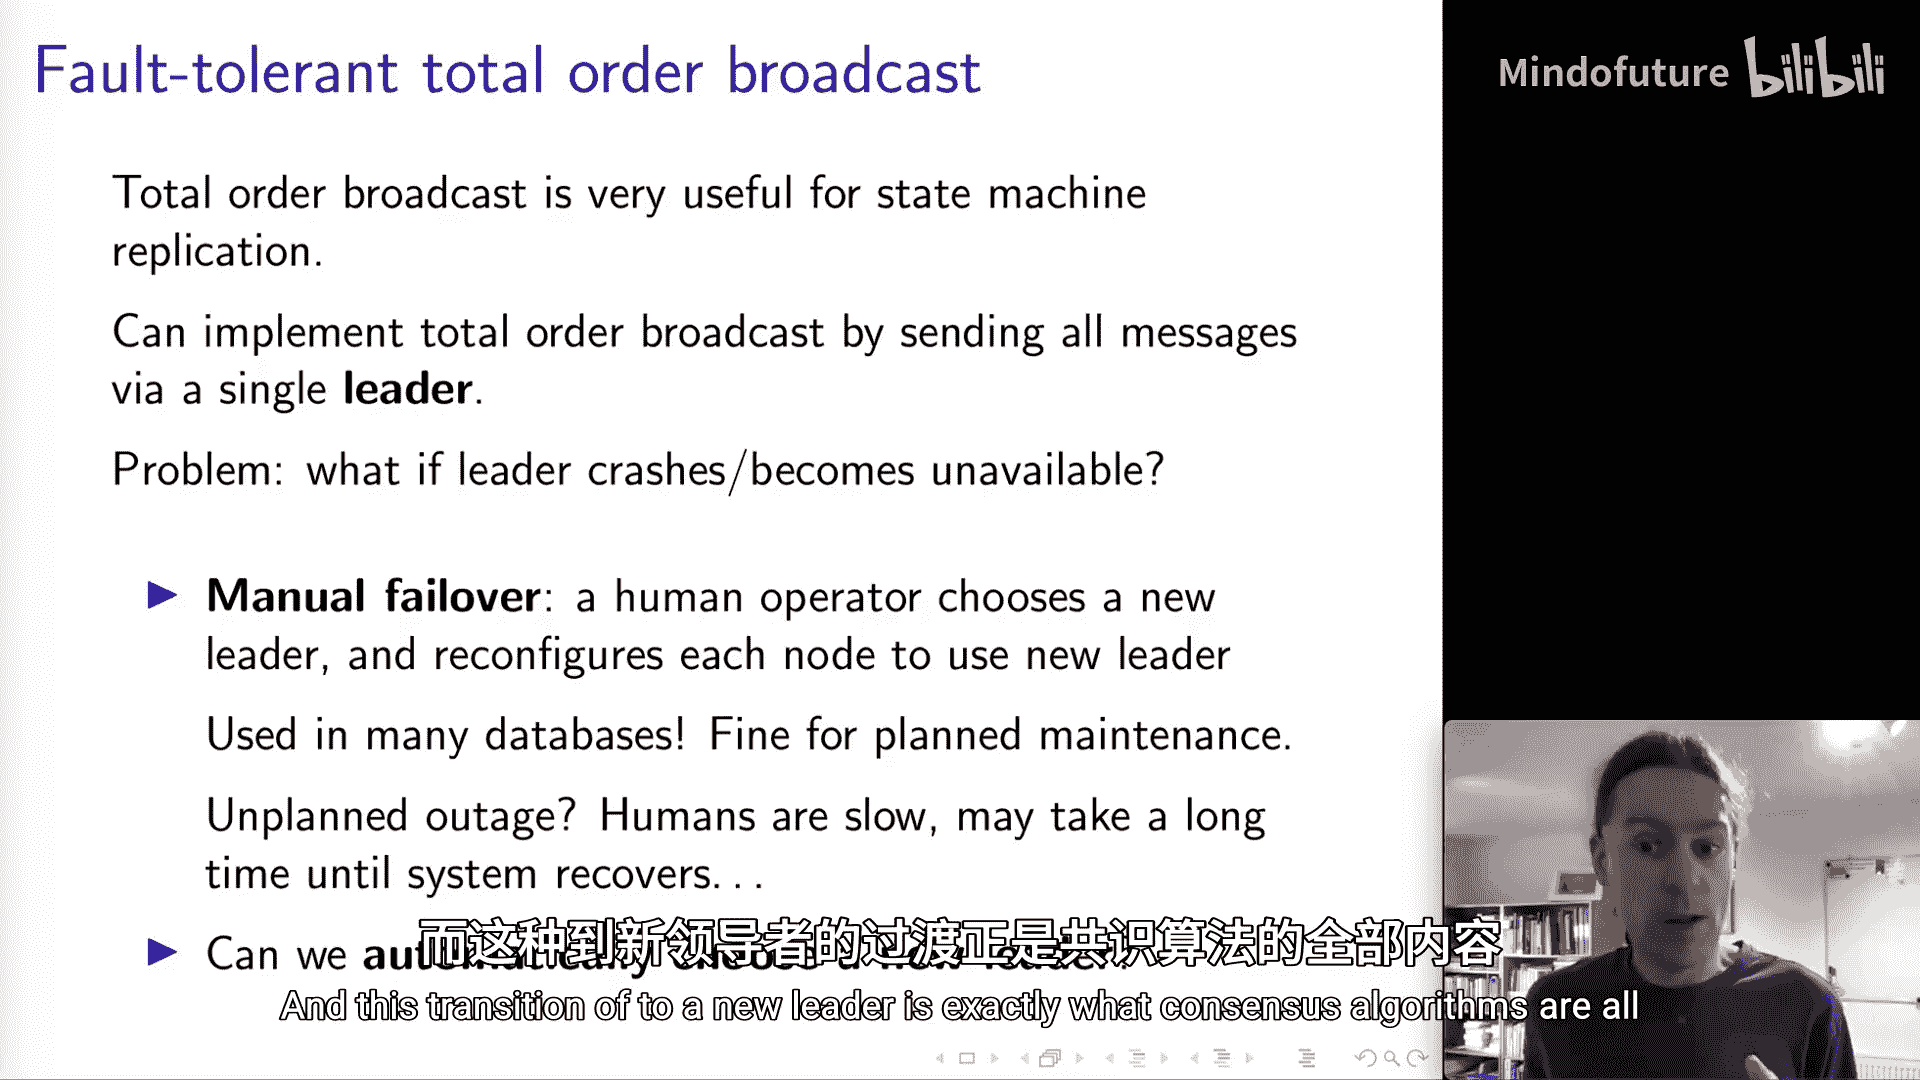 Fault-tolerant total order broadcast
Mindofuture bilibili
Total order broadcast is very useful for state machine
replication.
Can implement total order broadcast by sending all messages
via a single leader.
Problem: what if leader crashes/becomes unavailable?
Manual failover: a human operator chooses a new
leader, and reconfigures each node to use new leader
Used in many databases! Fine for planned maintenance.
Unplanned outage? Humans are slow, may take a long
time until system recovers...
Can we automatically choose a new leader?
而这种到新领导者的过渡正是共识算法的全部内容
And this transition of to a new leader is exactly what consensus algorithms are all